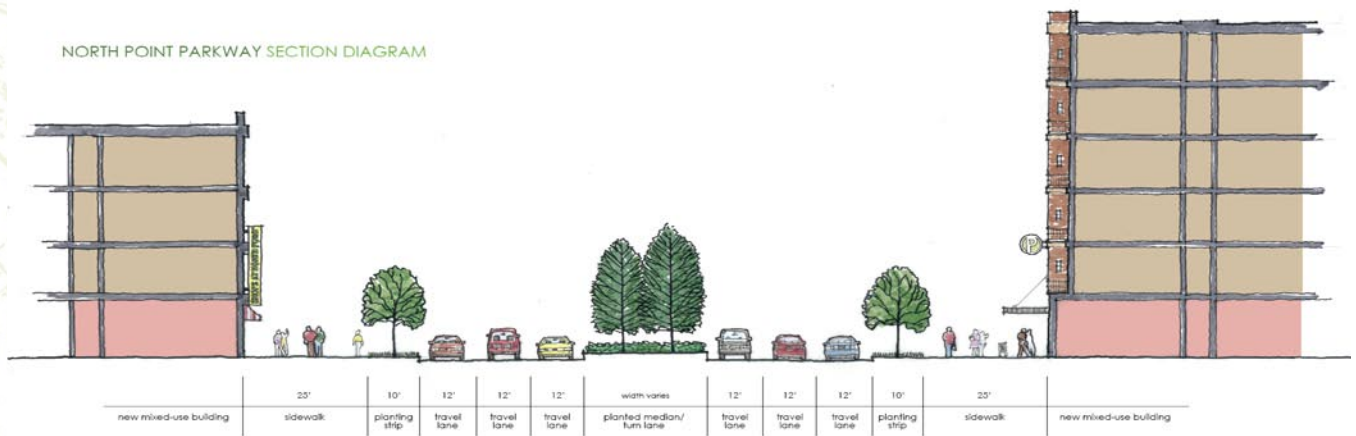 NORTH POINT PARKWAY SECTION DIAGRAM
P
25' 10' 12' 12' 12' width varies 12' 12' 12' 10' 25'
new mixed-use building sidewalk planting strip travel lane travel lane travel lane planted median/ turn lane travel lane travel lane travel lane planting strip sidewalk new mixed-use building